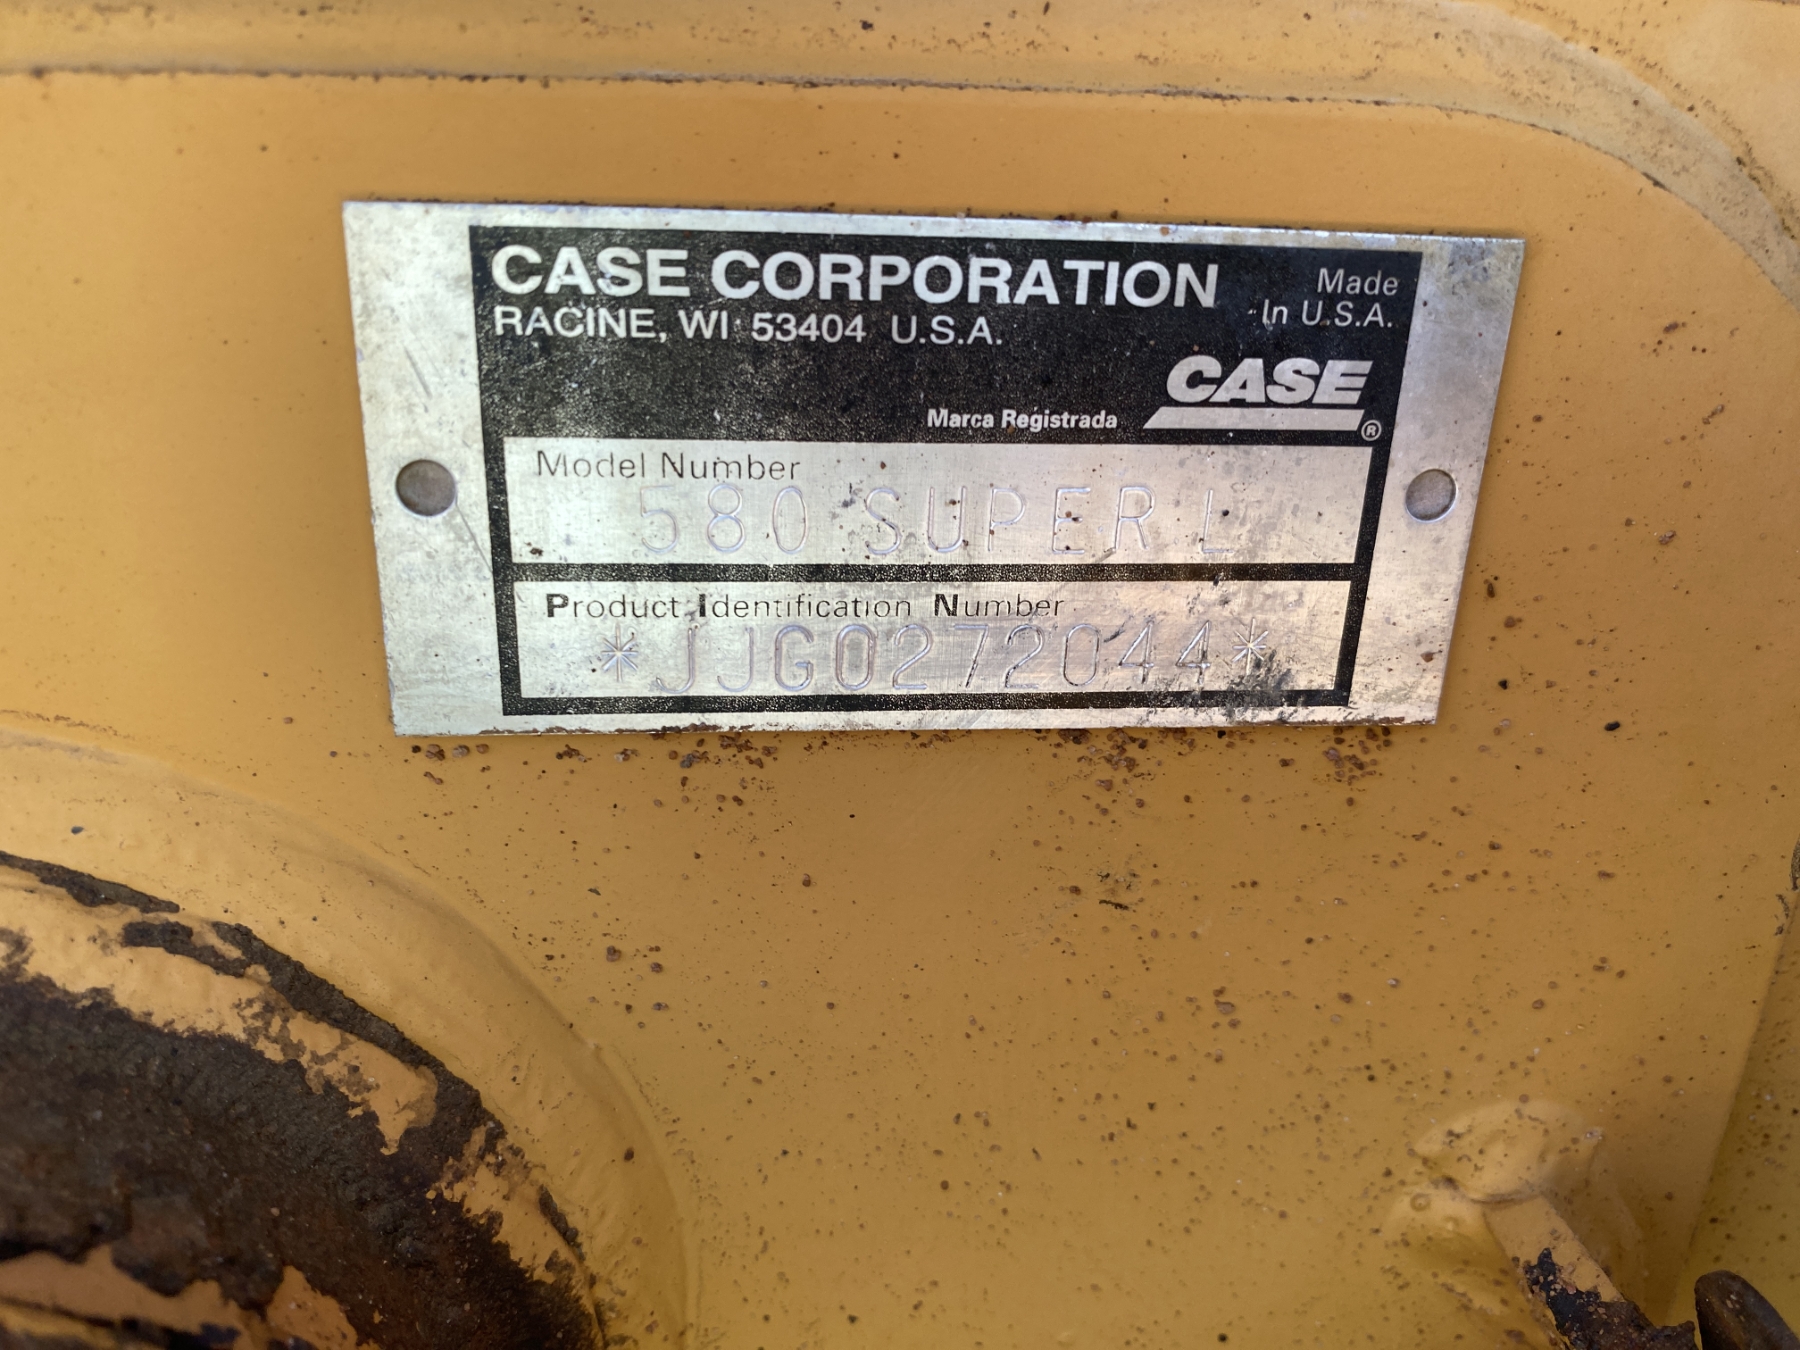 CASE CORPORATION
RACINE, WI 53404 U.S.A.
Made
In U.S.A.
CASE®
Marca Registrada
Model Number
580 SUPER L
Product Identification Number
*JJG0272044*